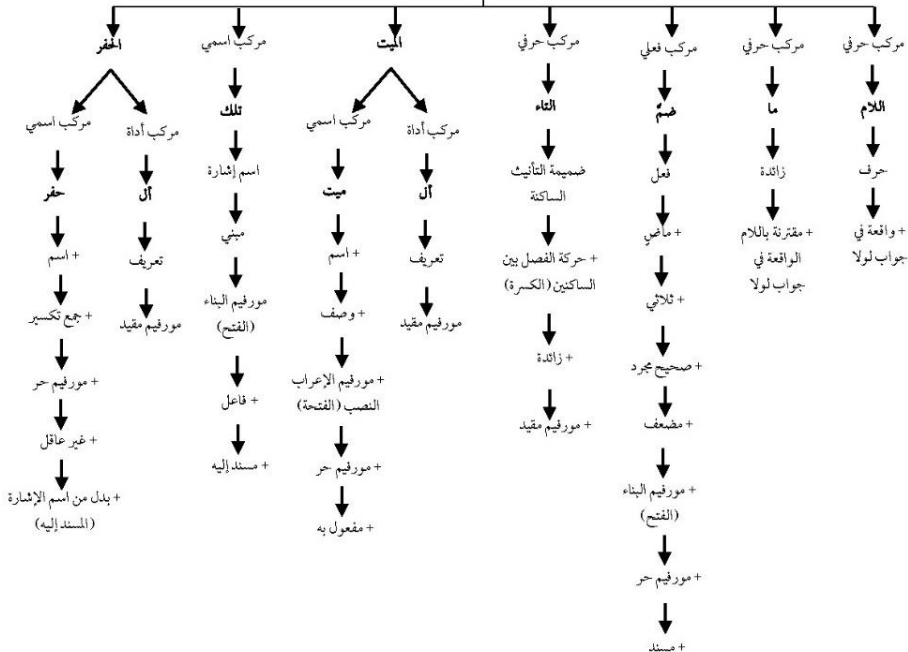 مركب حرفي
اللام
حرف
+ واقعة في
جواب لولا
مركب حرفي
ما
زائدة
+ مقترنة باللام
الواقعة في
جواب لولا
مركب فعلي
ضمّ
فعل
+ ماضٍ
+ ثلاثي
+ صحيح مجرد
+ مضعف
+ مورفيم البناء
(الفتح)
+ مورفيم حر
+ مسند
مركب حرفي
التاء
ضميمة التأنيث
الساكنة
+ حركة الفصل بين
الساكنين (الكسرة)
+ زائدة
+ مورفيم مقيد
الميت
مركب أداة
أل
تعريف
مورفيم مقيد
مركب اسمي
ميت
+ اسم
+ وصف
+ مورفيم الإعراب
النصب (الفتحة)
+ مورفيم حر
+ مفعول به
مركب اسمي
تلك
اسم إشارة
مبني
مورفيم البناء
(الفتح)
+ فاعل
+ مسند إليه
الحفر
مركب أداة
أل
تعريف
مورفيم مقيد
مركب اسمي
حفر
+ اسم
+ جمع تكسير
+ مورفيم حر
+ غير عاقل
+ بدل من اسم الإشارة
(المسند إليه)